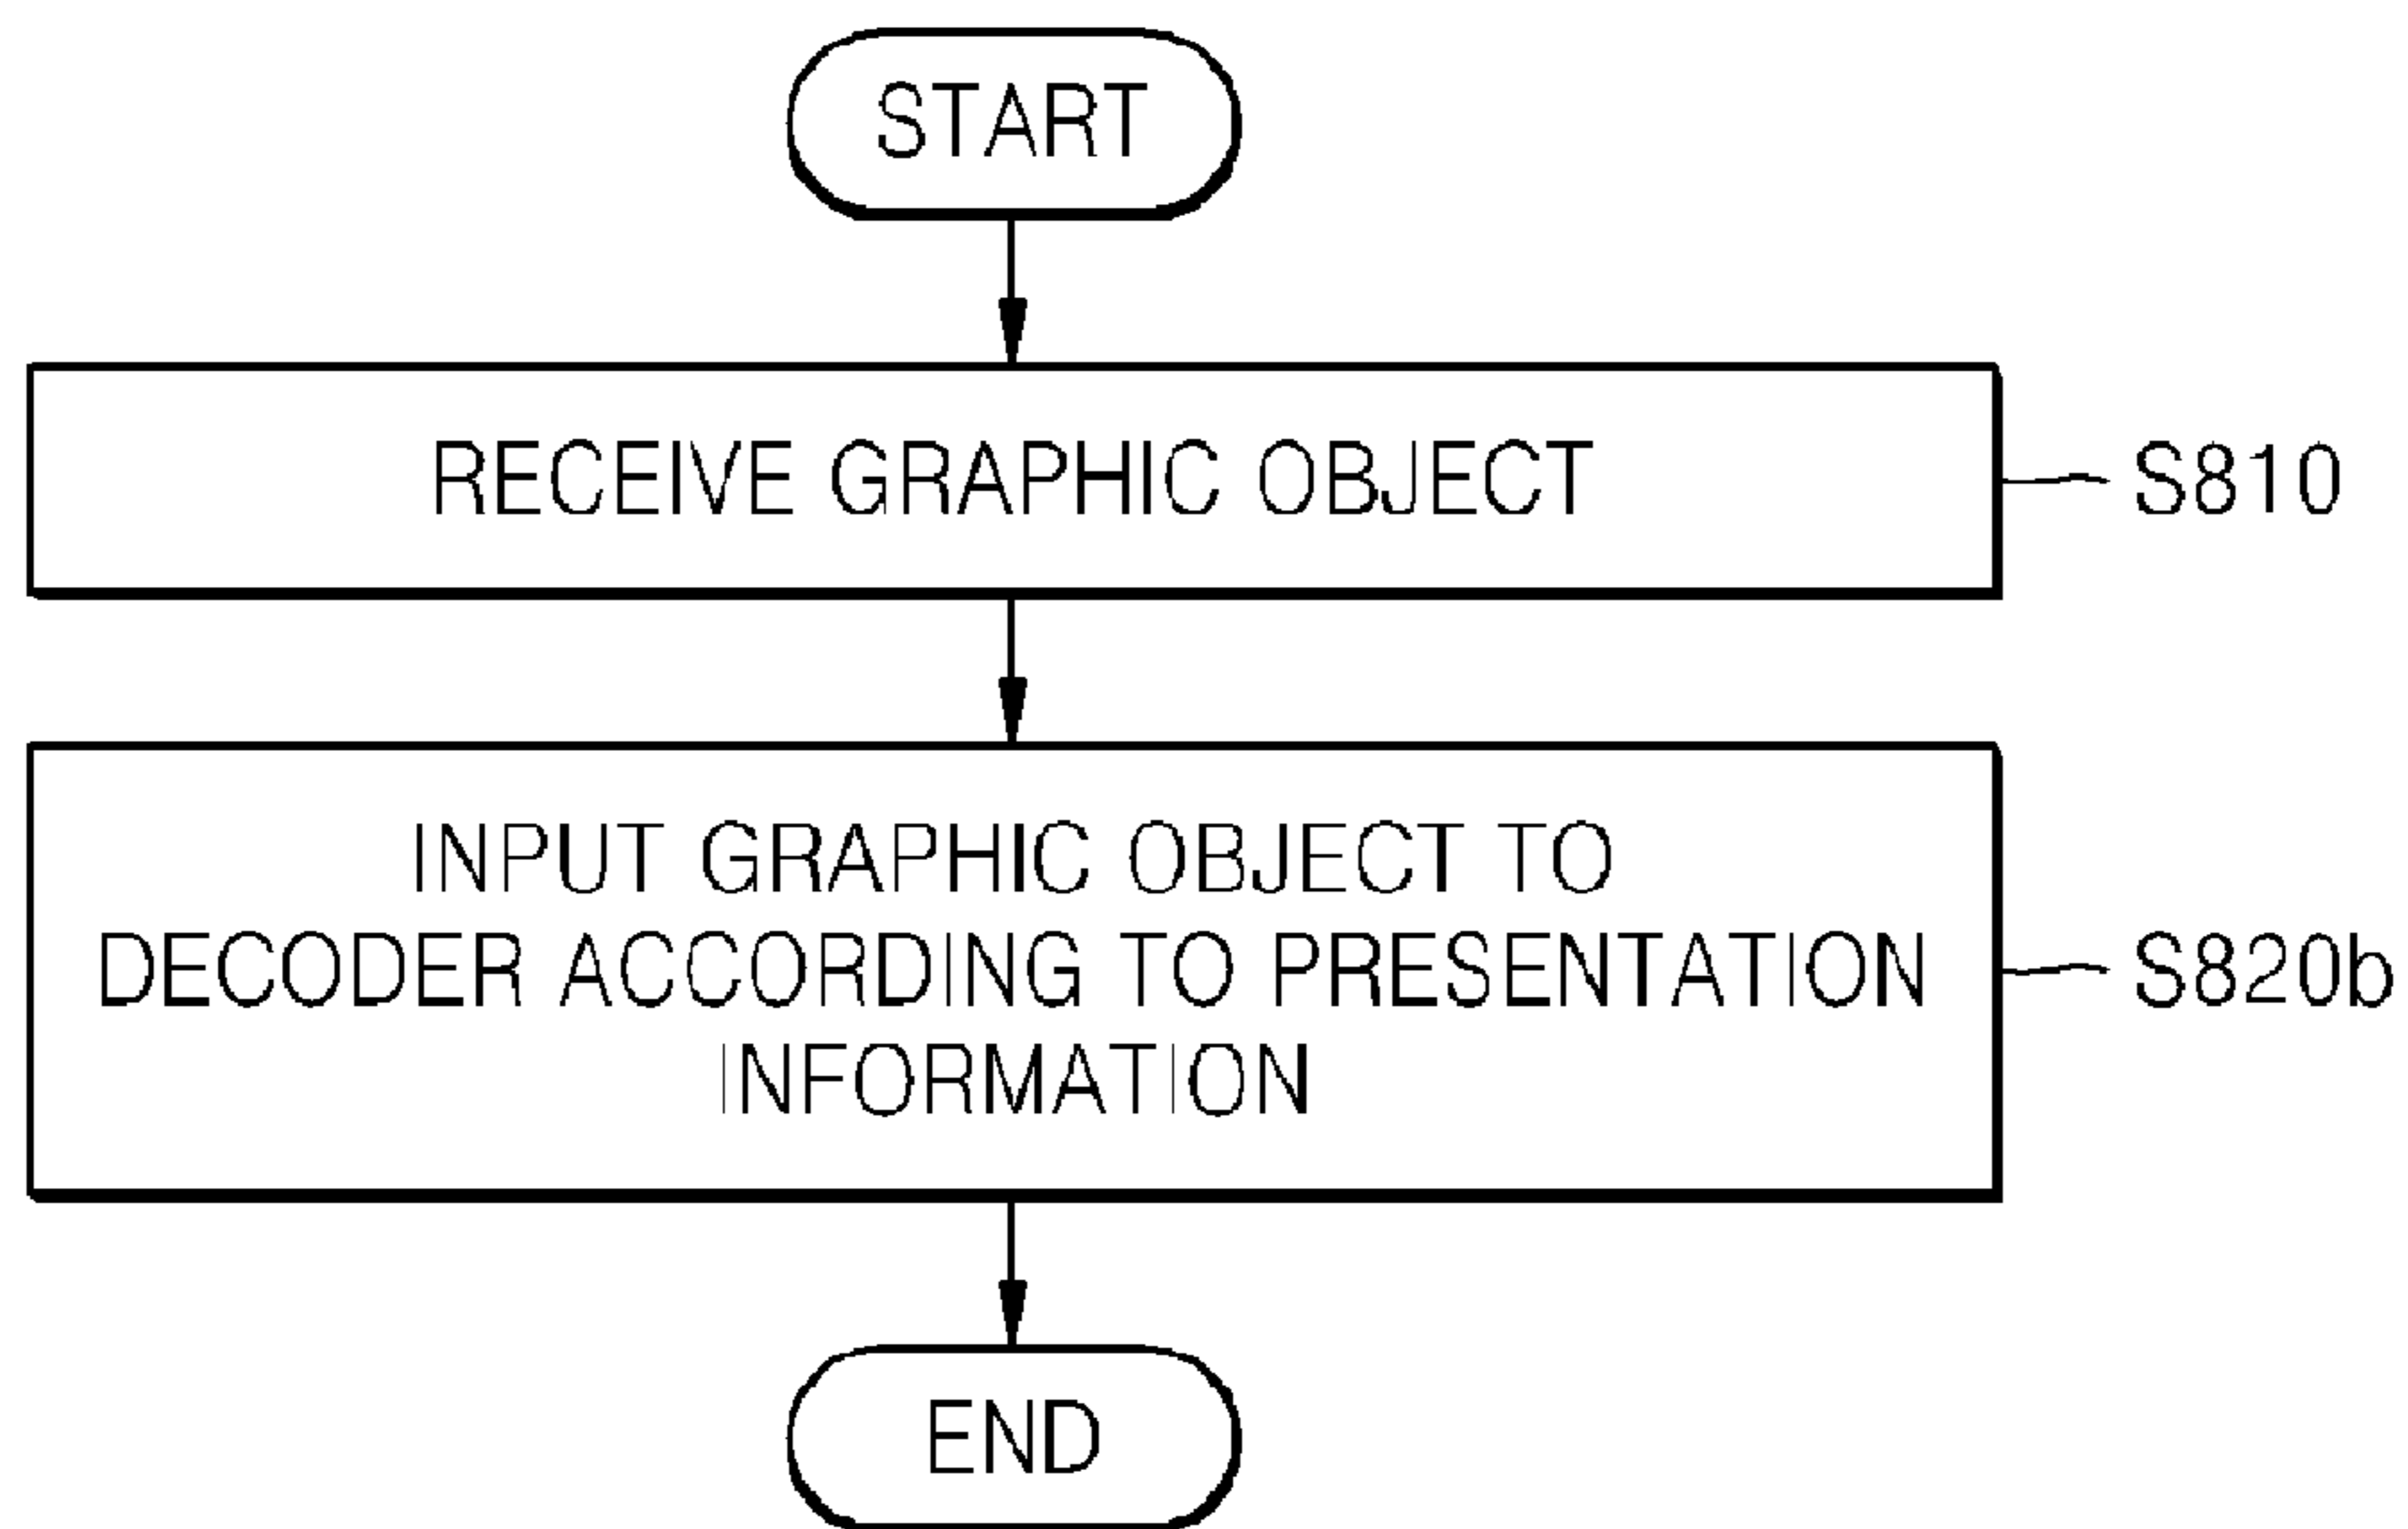 START
RECEIVE GRAPHIC OBJECT
S810
INPUT GRAPHIC OBJECT TO
DECODER ACCORDING TO PRESENTATION
INFORMATION
S820b
END